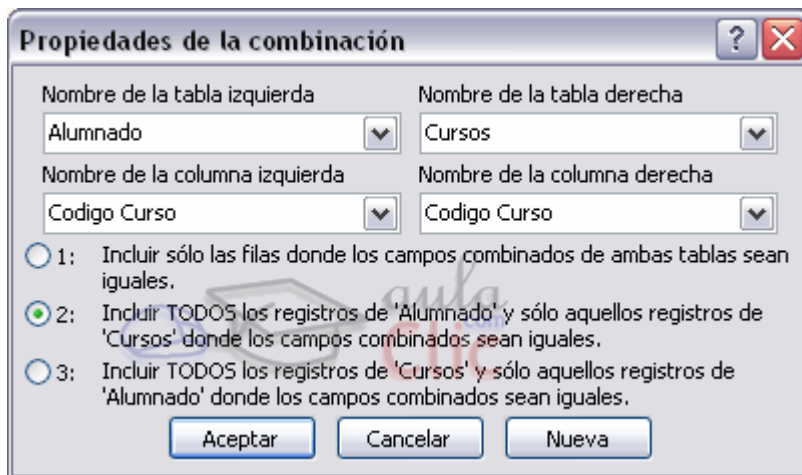 Propiedades de la combinación
Nombre de la tabla izquierda
Nombre de la tabla derecha
Alumnado
Cursos
Nombre de la columna izquierda
Nombre de la columna derecha
Codigo Curso
Codigo Curso
1: Incluir sólo las filas donde los campos combinados de ambas tablas sean
iguales.
2: Incluir TODOS los registros de 'Alumnado' y sólo aquellos registros de
'Cursos' donde los campos combinados sean iguales.
3: Incluir TODOS los registros de 'Cursos' y sólo aquellos registros de
'Alumnado' donde los campos combinados sean iguales.
aula
Clic
.com
Aceptar
Cancelar
Nueva